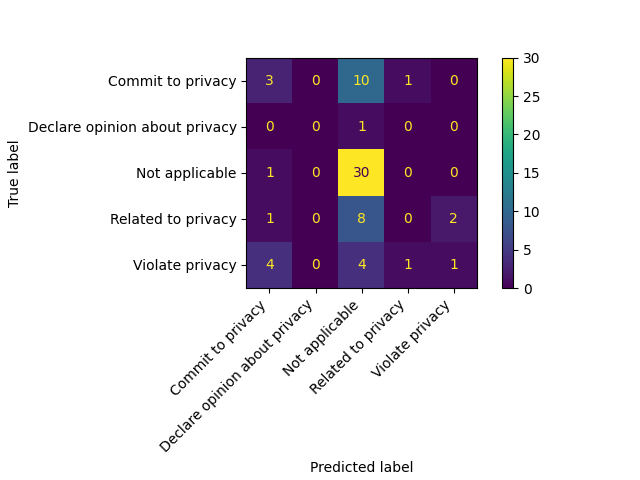 Commit to privacy 3 0 10 1 0
Declare opinion about privacy 0 0 1 0 0
Not applicable 1 0 30 0 0
Related to privacy 1 0 8 0 2
Violate privacy 4 0 4 1 1
True label
Commit to privacy
Declare opinion about privacy
Not applicable
Related to privacy
Violate privacy
Predicted label
30
25
20
15
10
5
0